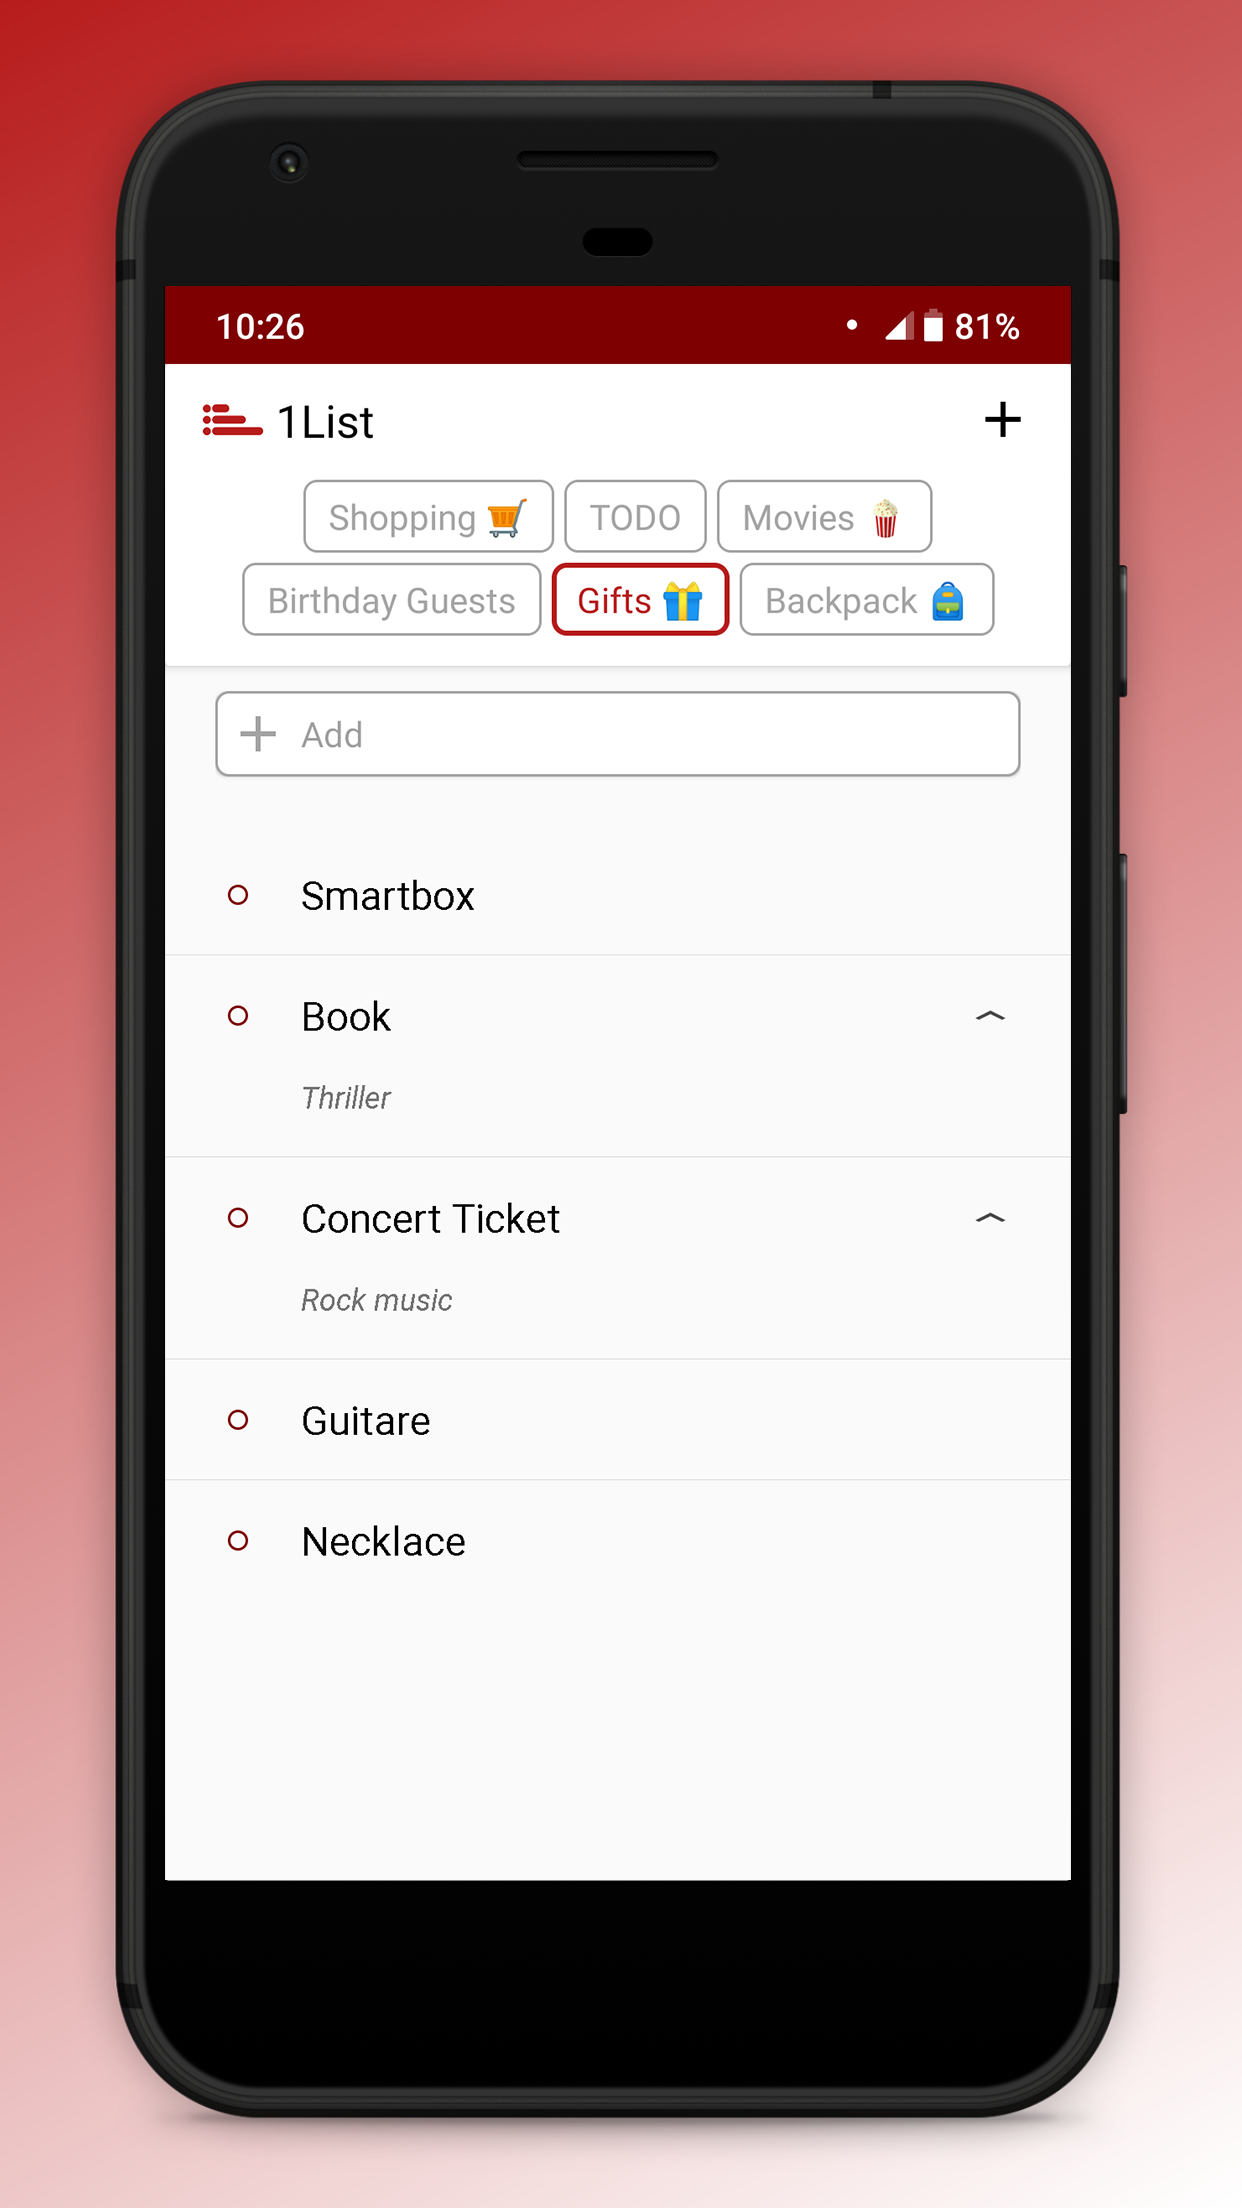 10:26 81%
1List
Shopping TODO Movies
Birthday Guests Gifts Backpack
Add
Smartbox
Book
Thriller
Concert Ticket
Rock music
Guitare
Necklace